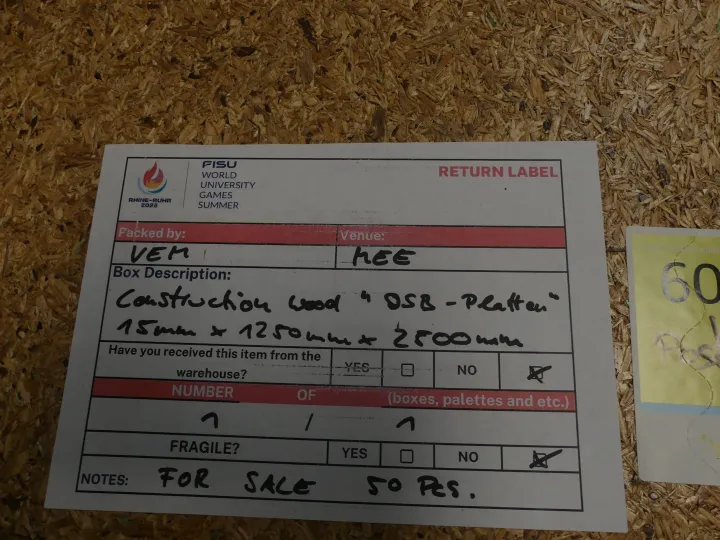 FISU
WORLD
UNIVERSITY
GAMES
SUMMER
RHINE-RUHR
2025
RETURN LABEL
Packed by:
Venue:
VEM
MEE
Box Description:
Construction wood "OSB-Platten"
15mm x 1250mm x 2500mm
Have you received this item from the
warehouse?
YES NO
NUMBER OF (boxes, palettes and etc.)
1 / 1
FRAGILE? YES NO
NOTES: FOR SALE 50 PCS.
60